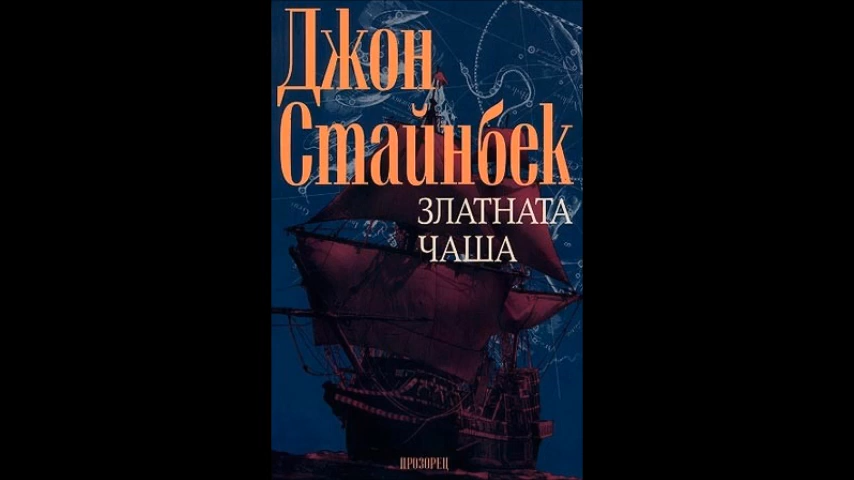 Джон
Стайнбек
ЗЛАТНАТА
ЧАША
ПРОЗОРЕЦ